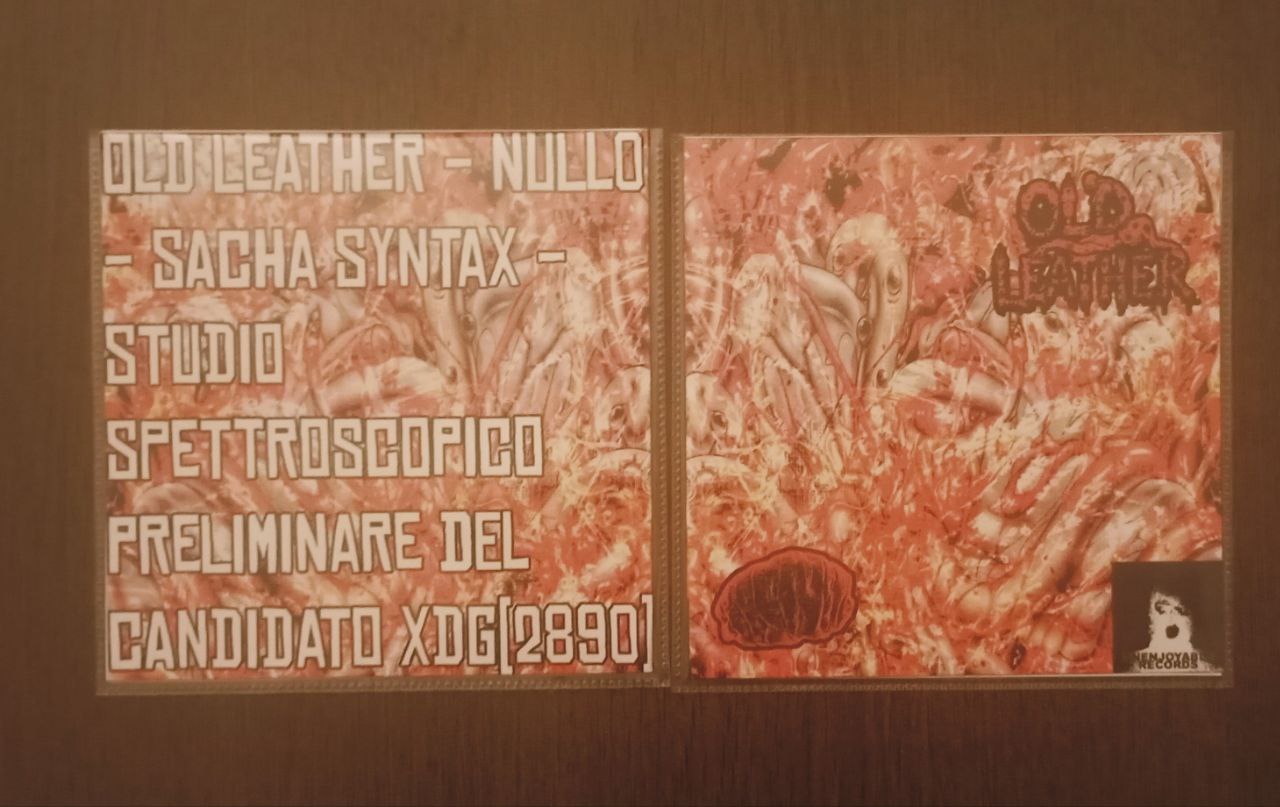 OLD LEATHER - NULLO
- SACHA SYNTAX -
STUDIO
SPETTROSCOPICO
PRELIMINARE DEL
CANDIDATO XDG[2890]
OLD
LEATHER
RECORDS